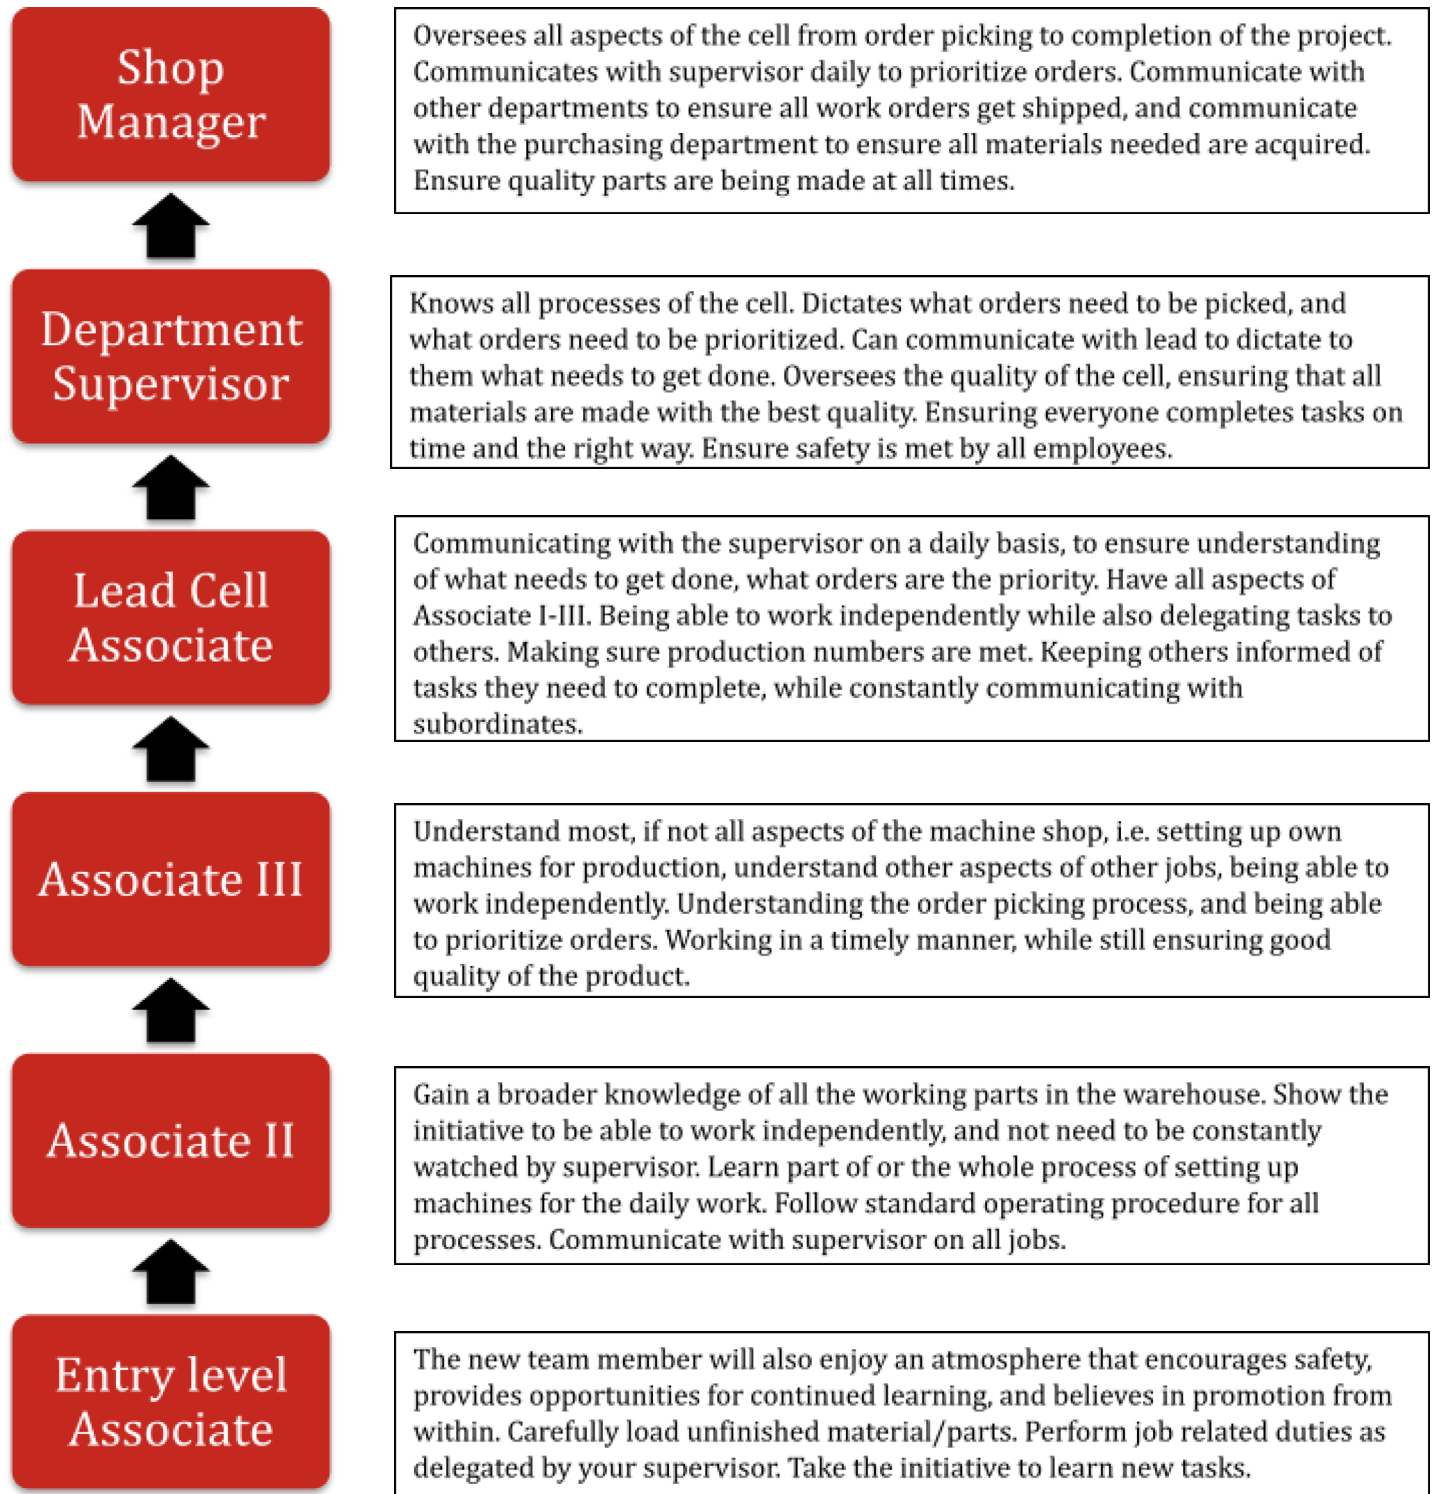 Shop
Manager
Oversees all aspects of the cell from order picking to completion of the project.
Communicates with supervisor daily to prioritize orders. Communicate with
other departments to ensure all work orders get shipped, and communicate
with the purchasing department to ensure all materials needed are acquired.
Ensure quality parts are being made at all times.
Department
Supervisor
Knows all processes of the cell. Dictates what orders need to be picked, and
what orders need to be prioritized. Can communicate with lead to dictate to
them what needs to get done. Oversees the quality of the cell, ensuring that all
materials are made with the best quality. Ensuring everyone completes tasks on
time and the right way. Ensure safety is met by all employees.
Lead Cell
Associate
Communicating with the supervisor on a daily basis, to ensure understanding
of what needs to get done, what orders are the priority. Have all aspects of
Associate I-III. Being able to work independently while also delegating tasks to
others. Making sure production numbers are met. Keeping others informed of
tasks they need to complete, while constantly communicating with
subordinates.
Associate III
Understand most, if not all aspects of the machine shop, i.e. setting up own
machines for production, understand other aspects of other jobs, being able to
work independently. Understanding the order picking process, and being able
to prioritize orders. Working in a timely manner, while still ensuring good
quality of the product.
Associate II
Gain a broader knowledge of all the working parts in the warehouse. Show the
initiative to be able to work independently, and not need to be constantly
watched by supervisor. Learn part of or the whole process of setting up
machines for the daily work. Follow standard operating procedure for all
processes. Communicate with supervisor on all jobs.
Entry level
Associate
The new team member will also enjoy an atmosphere that encourages safety,
provides opportunities for continued learning, and believes in promotion from
within. Carefully load unfinished material/parts. Perform job related duties as
delegated by your supervisor. Take the initiative to learn new tasks.